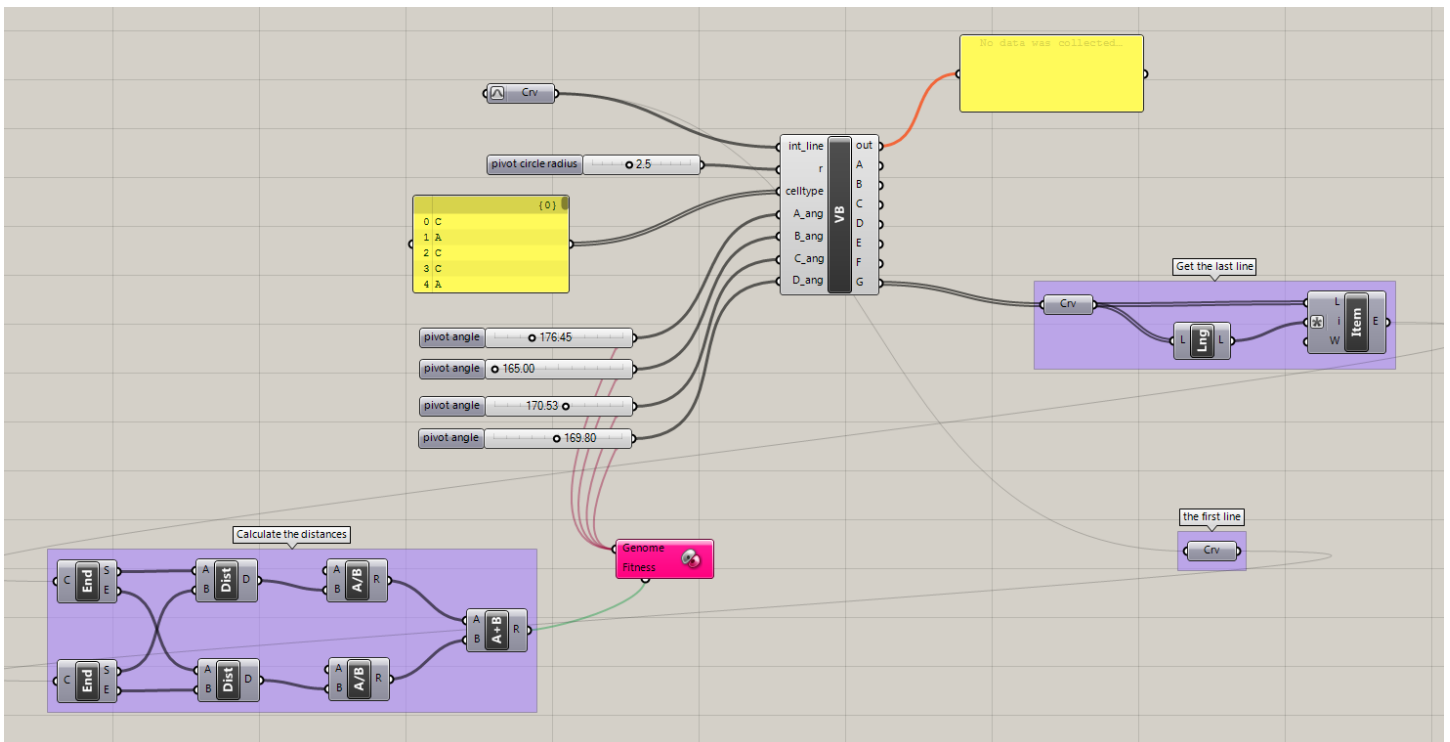 No data was collected…
Crv
pivot circle radius 2.5
int_line
r
celltype
A_ang
B_ang
C_ang
D_ang
VB
out
A
B
C
D
E
F
G
{0}
0 C
1 A
2 C
3 C
4 A
pivot angle 176.45
pivot angle 165.00
pivot angle 170.53
pivot angle 169.80
Get the last line
Crv
L Lng L
L
i
W
Item
E
the first line
Crv
Calculate the distances
C End S
E
A
B
Dist
D
A
B
A/B
R
A
B
A+B
R
C End S
E
A
B
Dist
D
A
B
A/B
R
Genome
Fitness